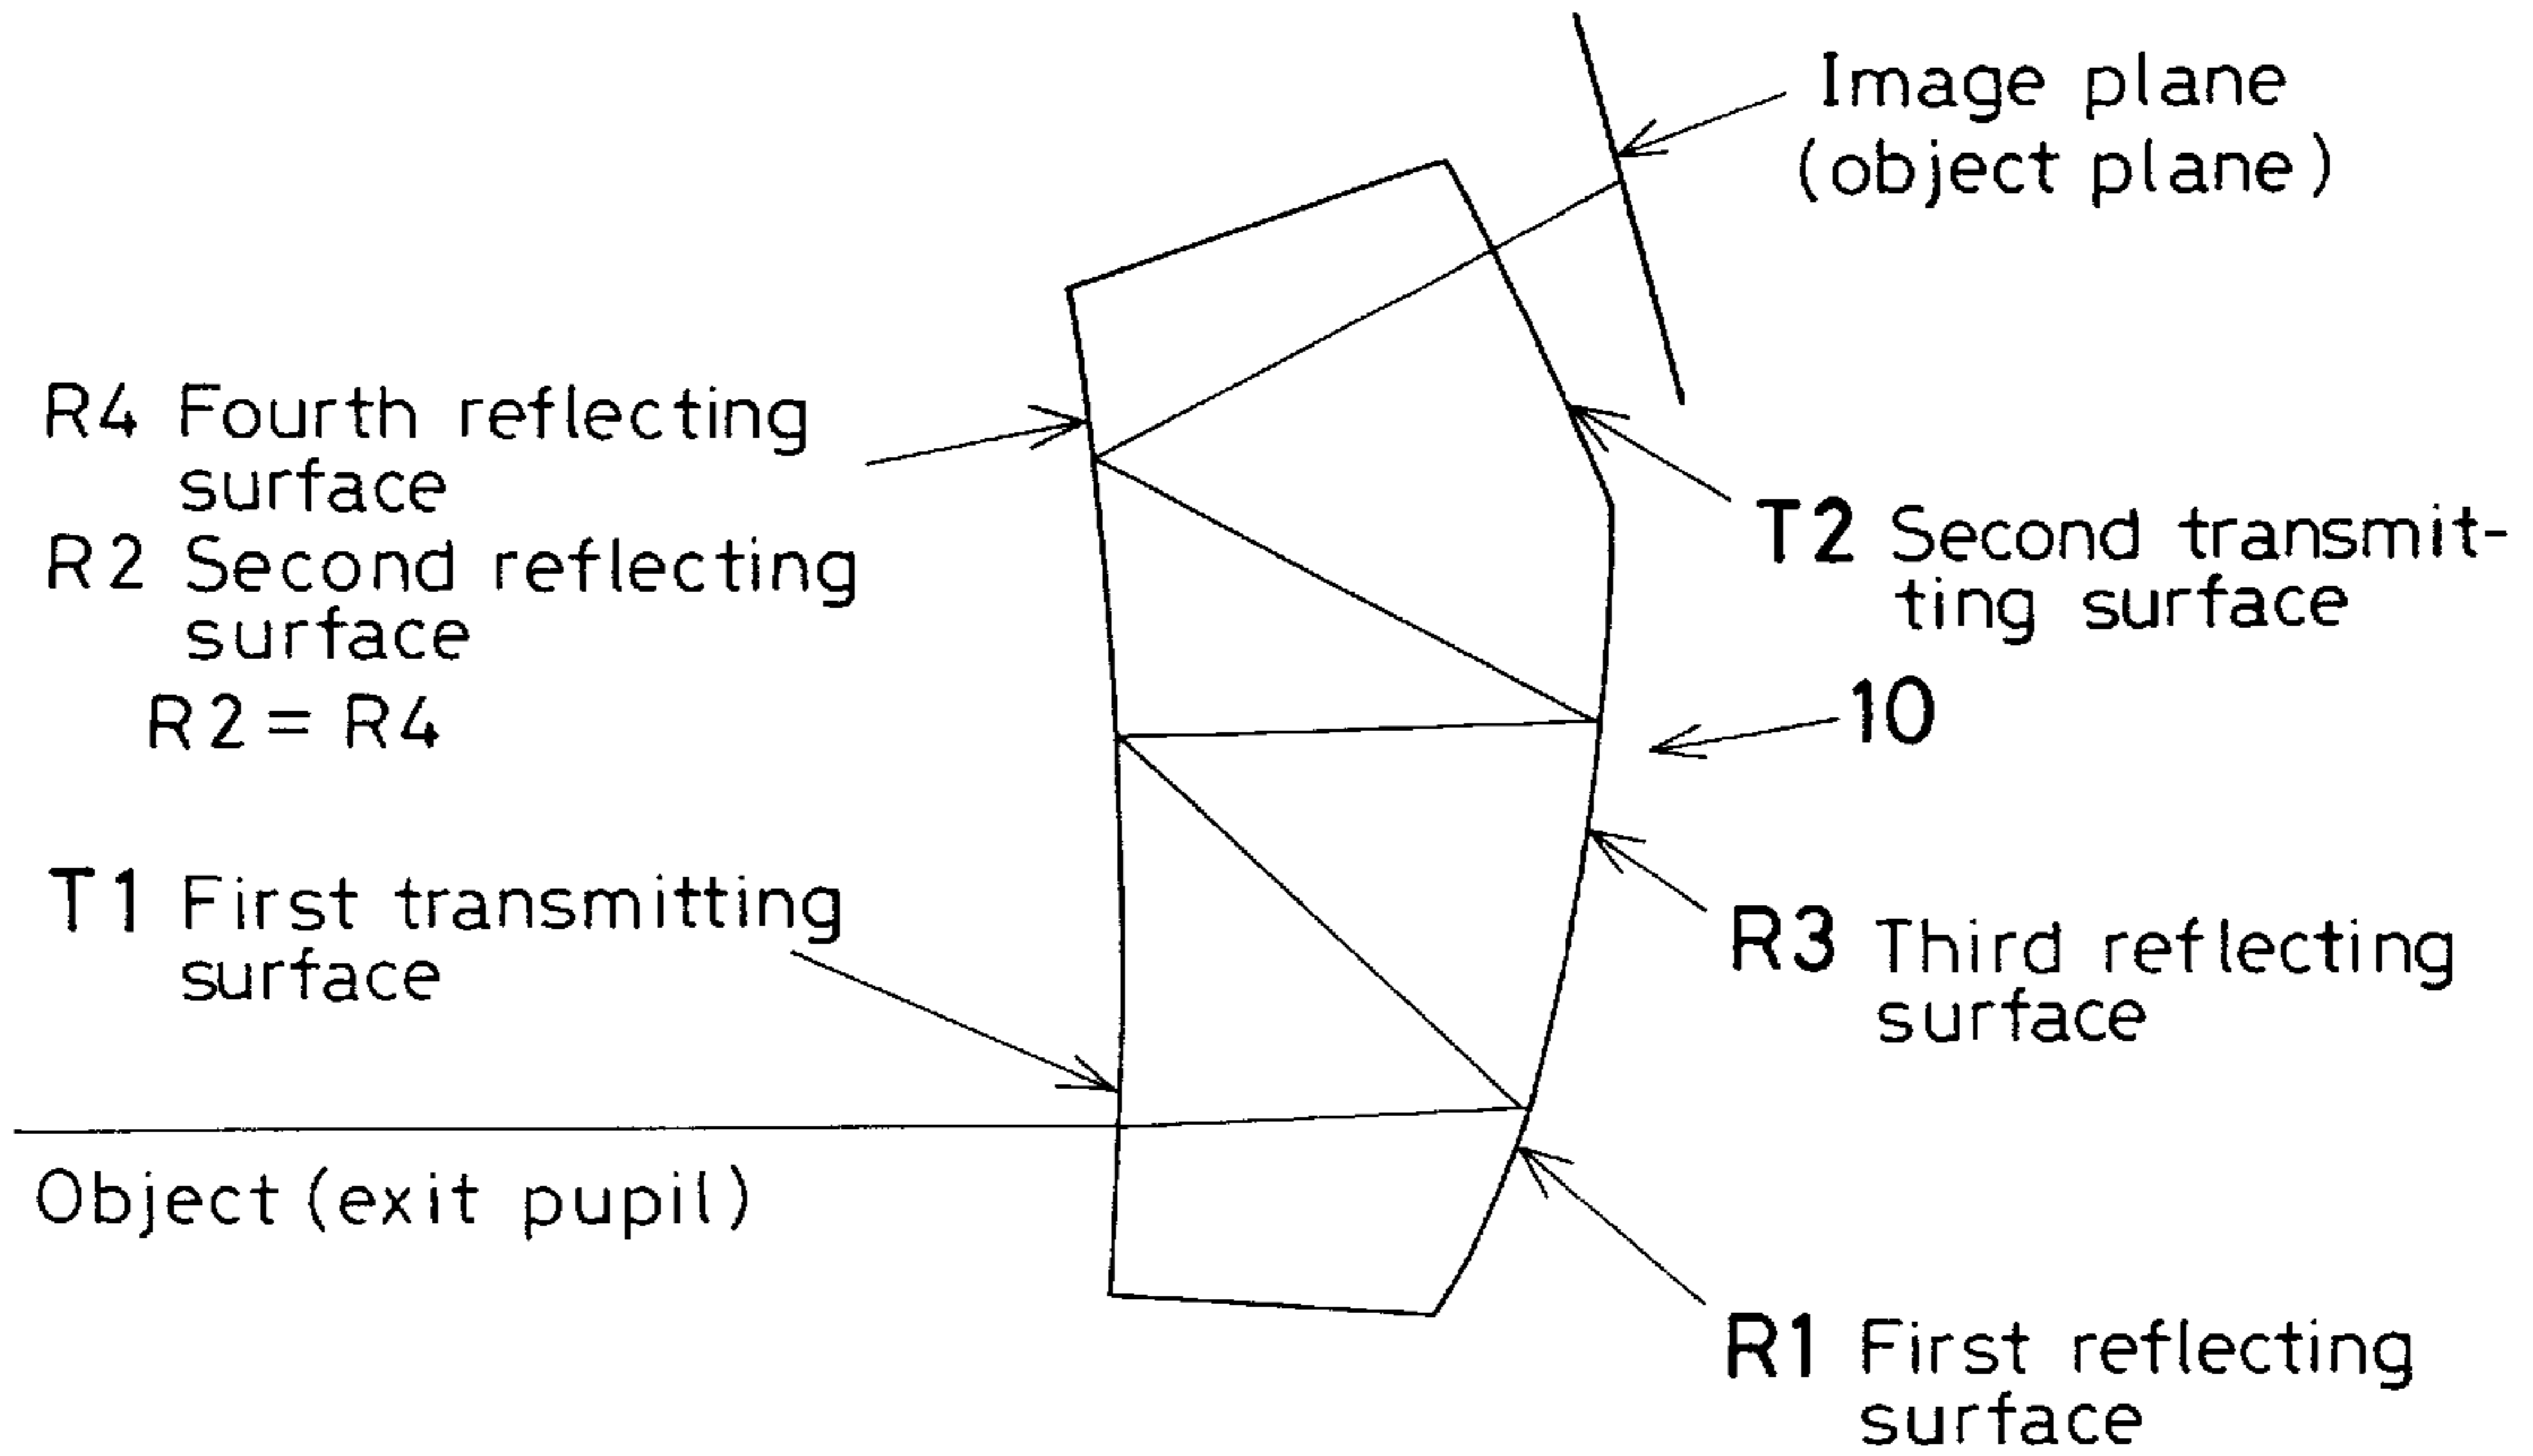 Image plane
(object plane)
R4 Fourth reflecting
surface
R2 Second reflecting
surface
R2 = R4
T2 Second transmit-
ting surface
10
T1 First transmitting
surface
R3 Third reflecting
surface
Object (exit pupil)
R1 First reflecting
surface